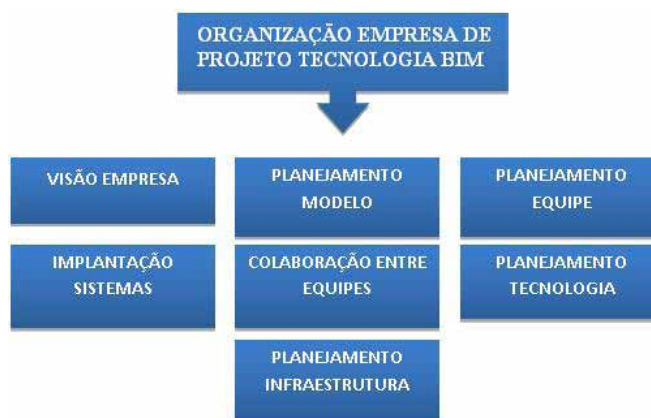 ORGANIZAÇÃO EMPRESA DE
PROJETO TECNOLOGIA BIM
VISÃO EMPRESA
PLANEJAMENTO
MODELO
PLANEJAMENTO
EQUIPE
IMPLANTAÇÃO
SISTEMAS
COLABORAÇÃO ENTRE
EQUIPES
PLANEJAMENTO
TECNOLOGIA
PLANEJAMENTO
INFRAESTRUTURA